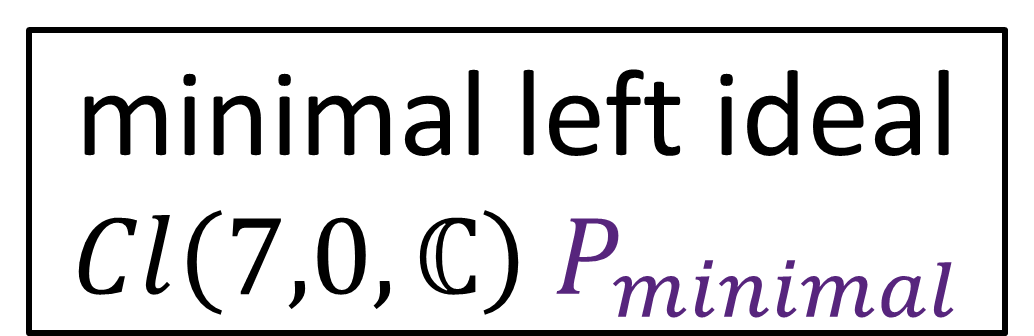 minimal left ideal
Cl(7,0, ℂ) P_minimal